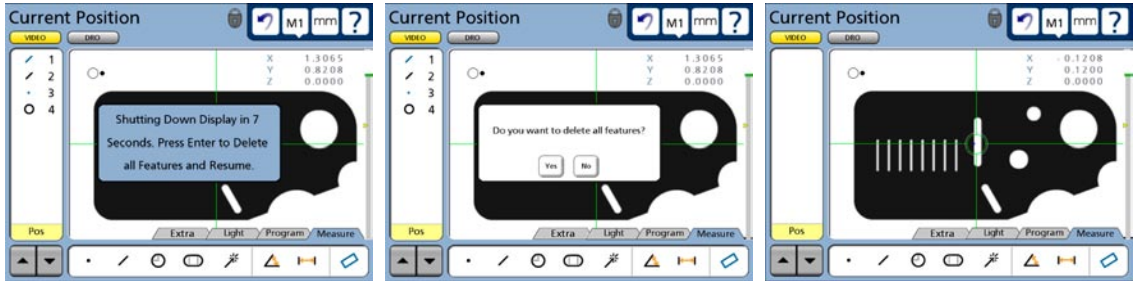 Current Position
M1 mm ?
VIDEO DRO
1
2
3
4
X 1.3065
Y 0.8208
Z 0.0000
Shutting Down Display in 7
Seconds. Press Enter to Delete
all Features and Resume.
Pos
Extra Light Program Measure
Current Position
M1 mm ?
VIDEO DRO
1
2
3
4
X 1.3065
Y 0.8208
Z 0.0000
Do you want to delete all features?
Yes No
Pos
Extra Light Program Measure
Current Position
M1 mm ?
VIDEO DRO
X -0.1208
Y 0.1200
Z 0.0000
Pos
Extra Light Program Measure